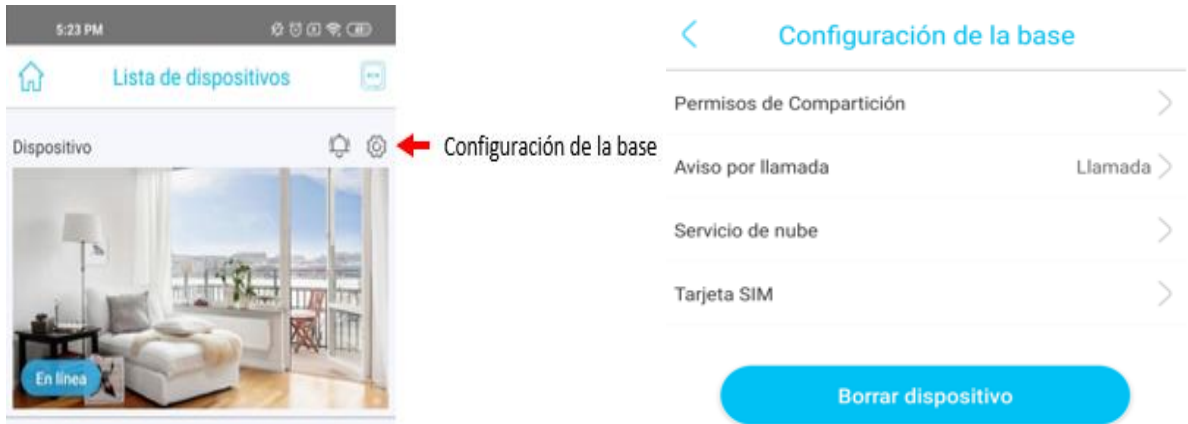 5:23 PM
Lista de dispositivos
Dispositivo
En línea
Configuración de la base
Configuración de la base
Permisos de Compartición
Aviso por llamada Llamada
Servicio de nube
Tarjeta SIM
Borrar dispositivo